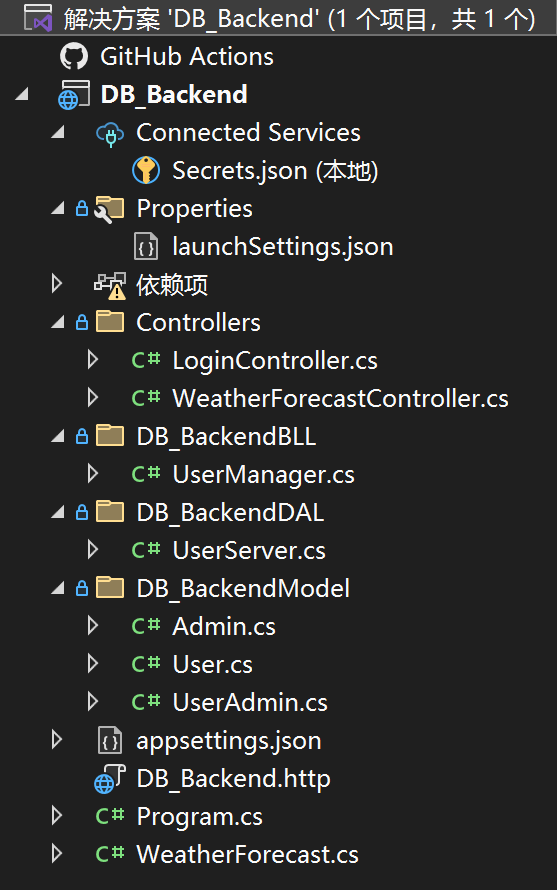 解决方案 'DB_Backend' (1 个项目，共 1 个)
GitHub Actions
DB_Backend
Connected Services
Secrets.json (本地)
Properties
launchSettings.json
依赖项
Controllers
C# LoginController.cs
C# WeatherForecastController.cs
DB_BackendBLL
C# UserManager.cs
DB_BackendDAL
C# UserServer.cs
DB_BackendModel
C# Admin.cs
C# User.cs
C# UserAdmin.cs
appsettings.json
DB_Backend.http
C# Program.cs
C# WeatherForecast.cs